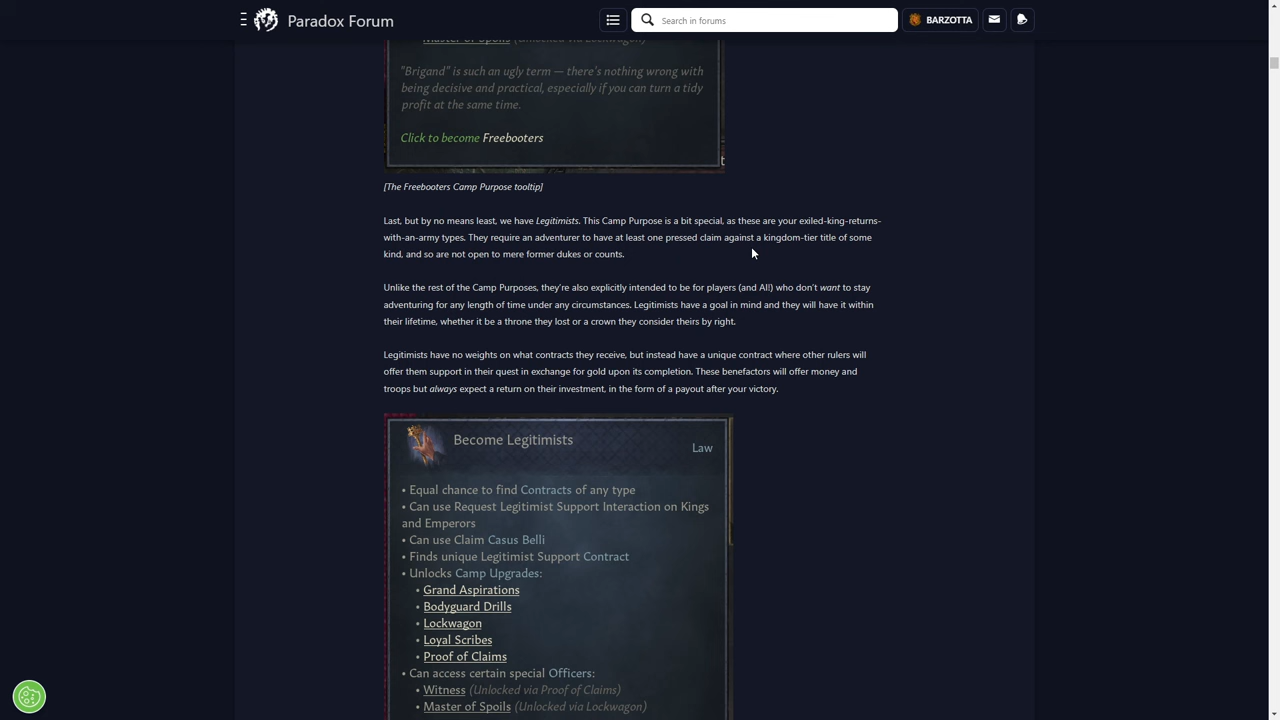 Paradox Forum
Search in forums
BARZOTTA
Master of Spoils (Unlocked via Lockwagon)
"Brigand" is such an ugly term — there's nothing wrong with
being decisive and practical, especially if you can turn a tidy
profit at the same time.
Click to become Freebooters
t
[The Freebooters Camp Purpose tooltip]
Last, but by no means least, we have Legitimists. This Camp Purpose is a bit special, as these are your exiled-king-returns-
with-an-army types. They require an adventurer to have at least one pressed claim against a kingdom-tier title of some
kind, and so are not open to mere former dukes or counts.
Unlike the rest of the Camp Purposes, they're also explicitly intended to be for players (and AI!) who don't want to stay
adventuring for any length of time under any circumstances. Legitimists have a goal in mind and they will have it within
their lifetime, whether it be a throne they lost or a crown they consider theirs by right.
Legitimists have no weights on what contracts they receive, but instead have a unique contract where other rulers will
offer them support in their quest in exchange for gold upon its completion. These benefactors will offer money and
troops but always expect a return on their investment, in the form of a payout after your victory.
Become Legitimists
Law
• Equal chance to find Contracts of any type
• Can use Request Legitimist Support Interaction on Kings
and Emperors
• Can use Claim Casus Belli
• Finds unique Legitimist Support Contract
• Unlocks Camp Upgrades:
• Grand Aspirations
• Bodyguard Drills
• Lockwagon
• Loyal Scribes
• Proof of Claims
• Can access certain special Officers:
• Witness (Unlocked via Proof of Claims)
• Master of Spoils (Unlocked via Lockwagon)